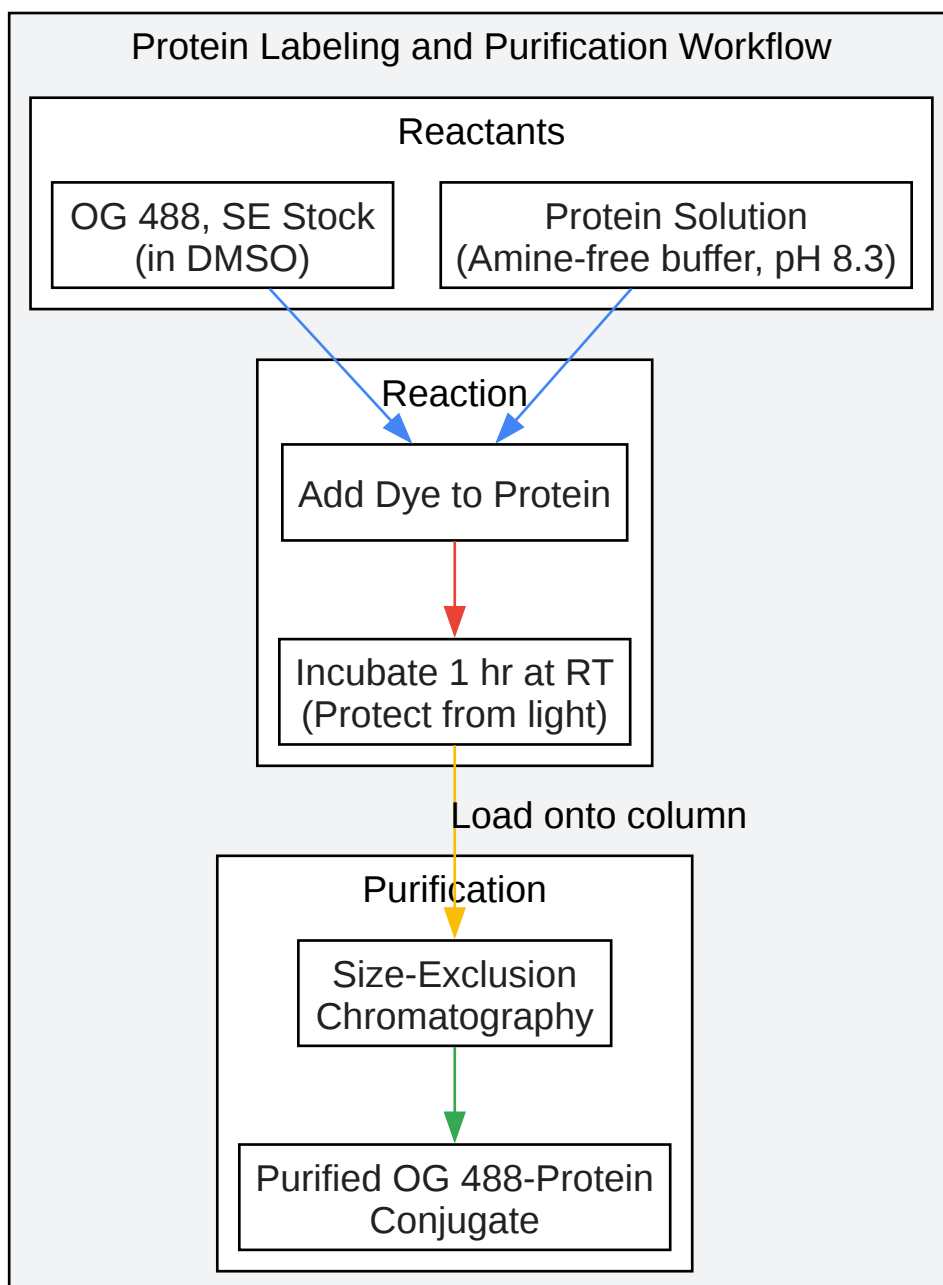 Protein Labeling and Purification Workflow
Reactants
OG 488, SE Stock
(in DMSO)
Protein Solution
(Amine-free buffer, pH 8.3)
Reaction
Add Dye to Protein
Incubate 1 hr at RT
(Protect from light)
Load onto column
Purification
Size-Exclusion
Chromatography
Purified OG 488-Protein
Conjugate